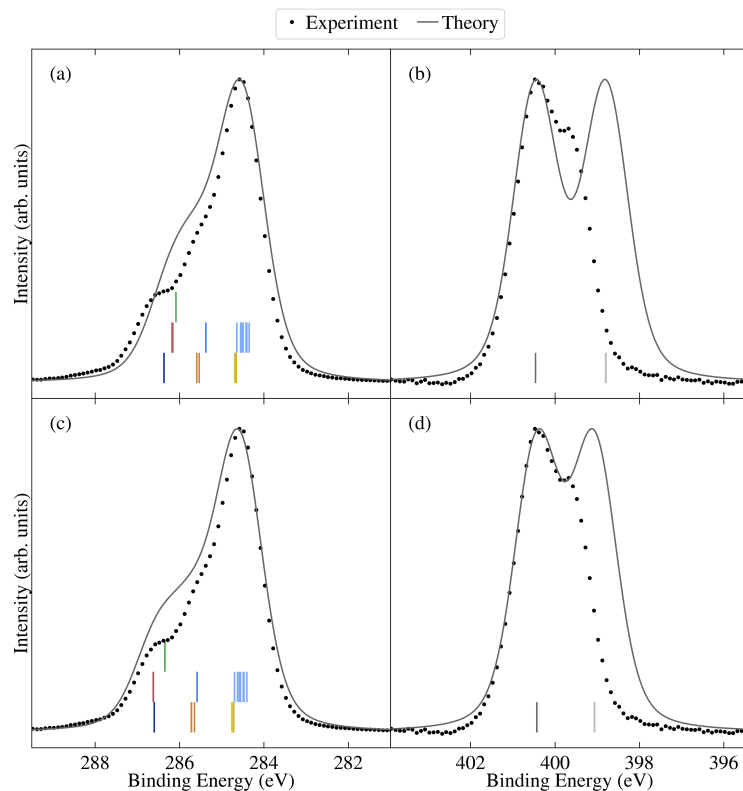 Experiment Theory
(a)
(b)
Intensity (arb. units)
(c)
(d)
Intensity (arb. units)
288 286 284 282
402 400 398 396
Binding Energy (eV)
Binding Energy (eV)